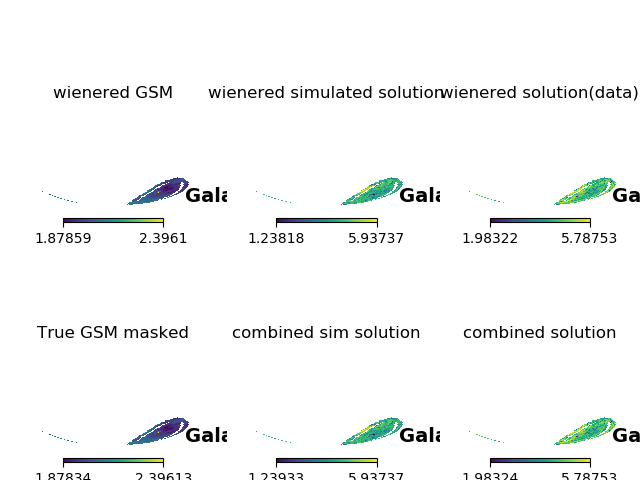 wienered GSM
wienered simulated solution
wienered solution(data)
Gala
Gala
Ga
1.87859 2.3961
1.23818 5.93737
1.98322 5.78753
True GSM masked
combined sim solution
combined solution
Gala
Gala
Ga
1.87834 2.39613
1.23933 5.93737
1.98324 5.78753